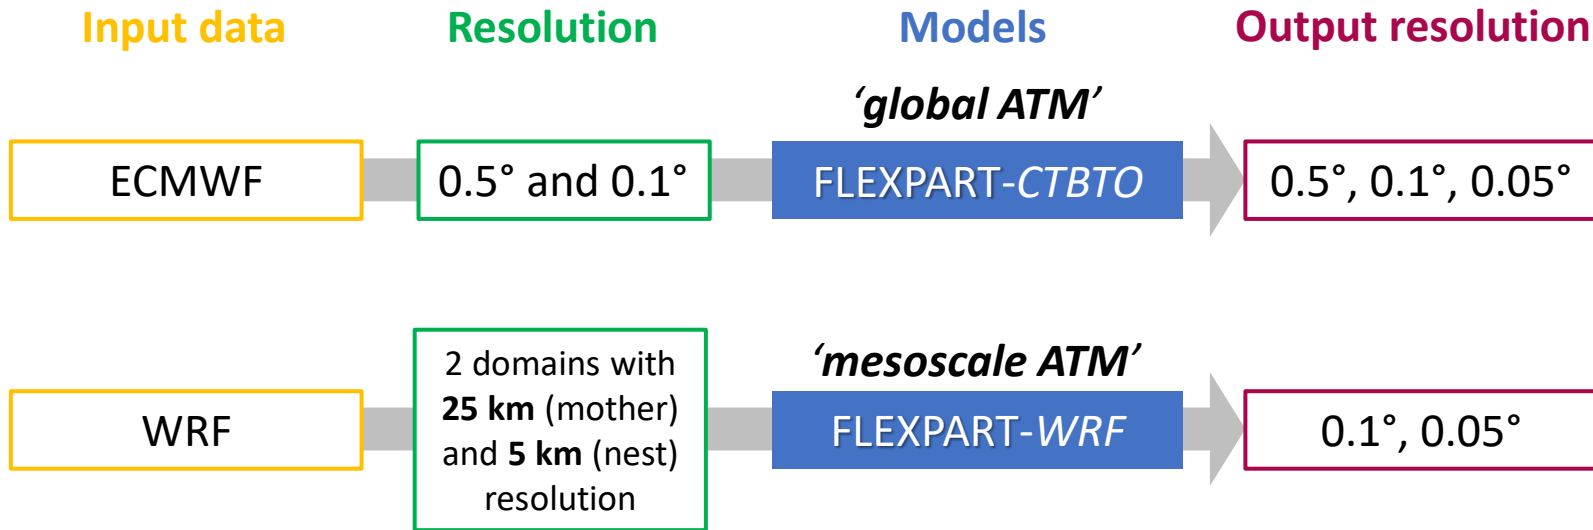 Input data
Resolution
Models
Output resolution
‘global ATM’
ECMWF
0.5° and 0.1°
FLEXPART-CTBTO
0.5°, 0.1°, 0.05°
‘mesoscale ATM’
WRF
2 domains with
25 km (mother)
and 5 km (nest)
resolution
FLEXPART-WRF
0.1°, 0.05°